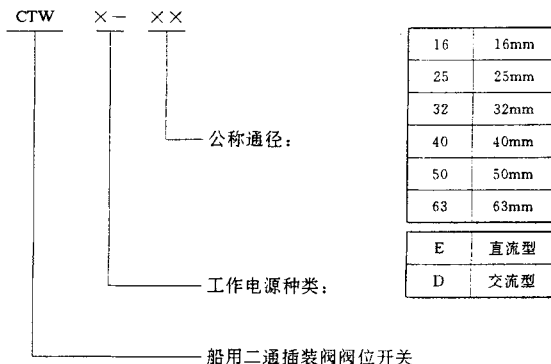 CTW ×- ××
16 16mm
25 25mm
32 32mm
40 40mm
50 50mm
63 63mm
公称通径：
E 直流型
D 交流型
工作电源种类：
船用二通插装阀阀位开关